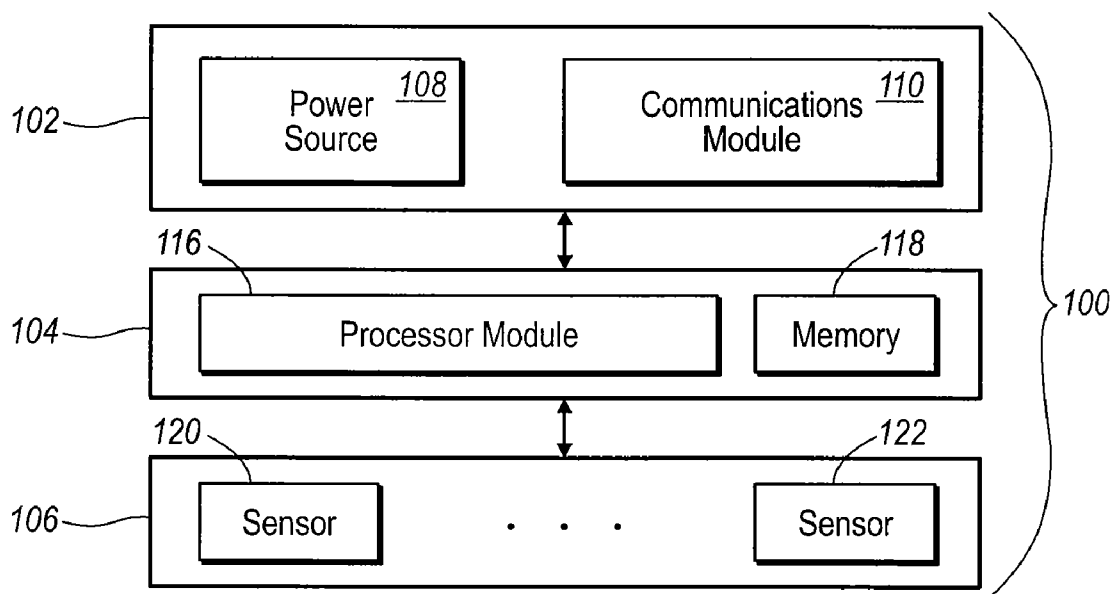 108
Power
Source
110
Communications
Module
102
116
118
Processor Module
Memory
104
100
120
122
Sensor
. . .
Sensor
106